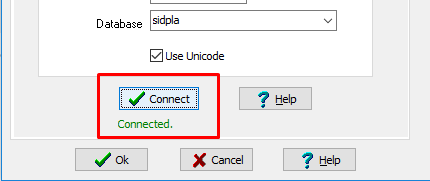 Database sidpla
Use Unicode
Connect Help
Connected.
Ok Cancel Help